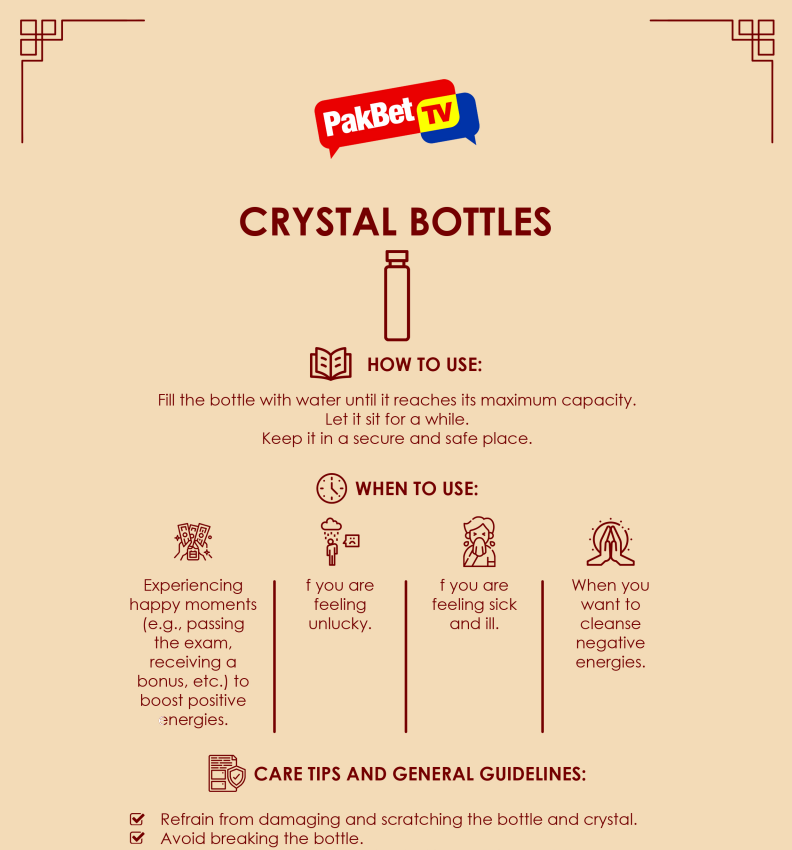 PakBet TV
CRYSTAL BOTTLES
HOW TO USE:
Fill the bottle with water until it reaches its maximum capacity.
Let it sit for a while.
Keep it in a secure and safe place.
WHEN TO USE:
Experiencing
happy moments
(e.g., passing
the exam,
receiving a
bonus, etc.) to
boost positive
energies.
f you are
feeling
unlucky.
f you are
feeling sick
and ill.
When you
want to
cleanse
negative
energies.
CARE TIPS AND GENERAL GUIDELINES:
Refrain from damaging and scratching the bottle and crystal.
Avoid breaking the bottle.